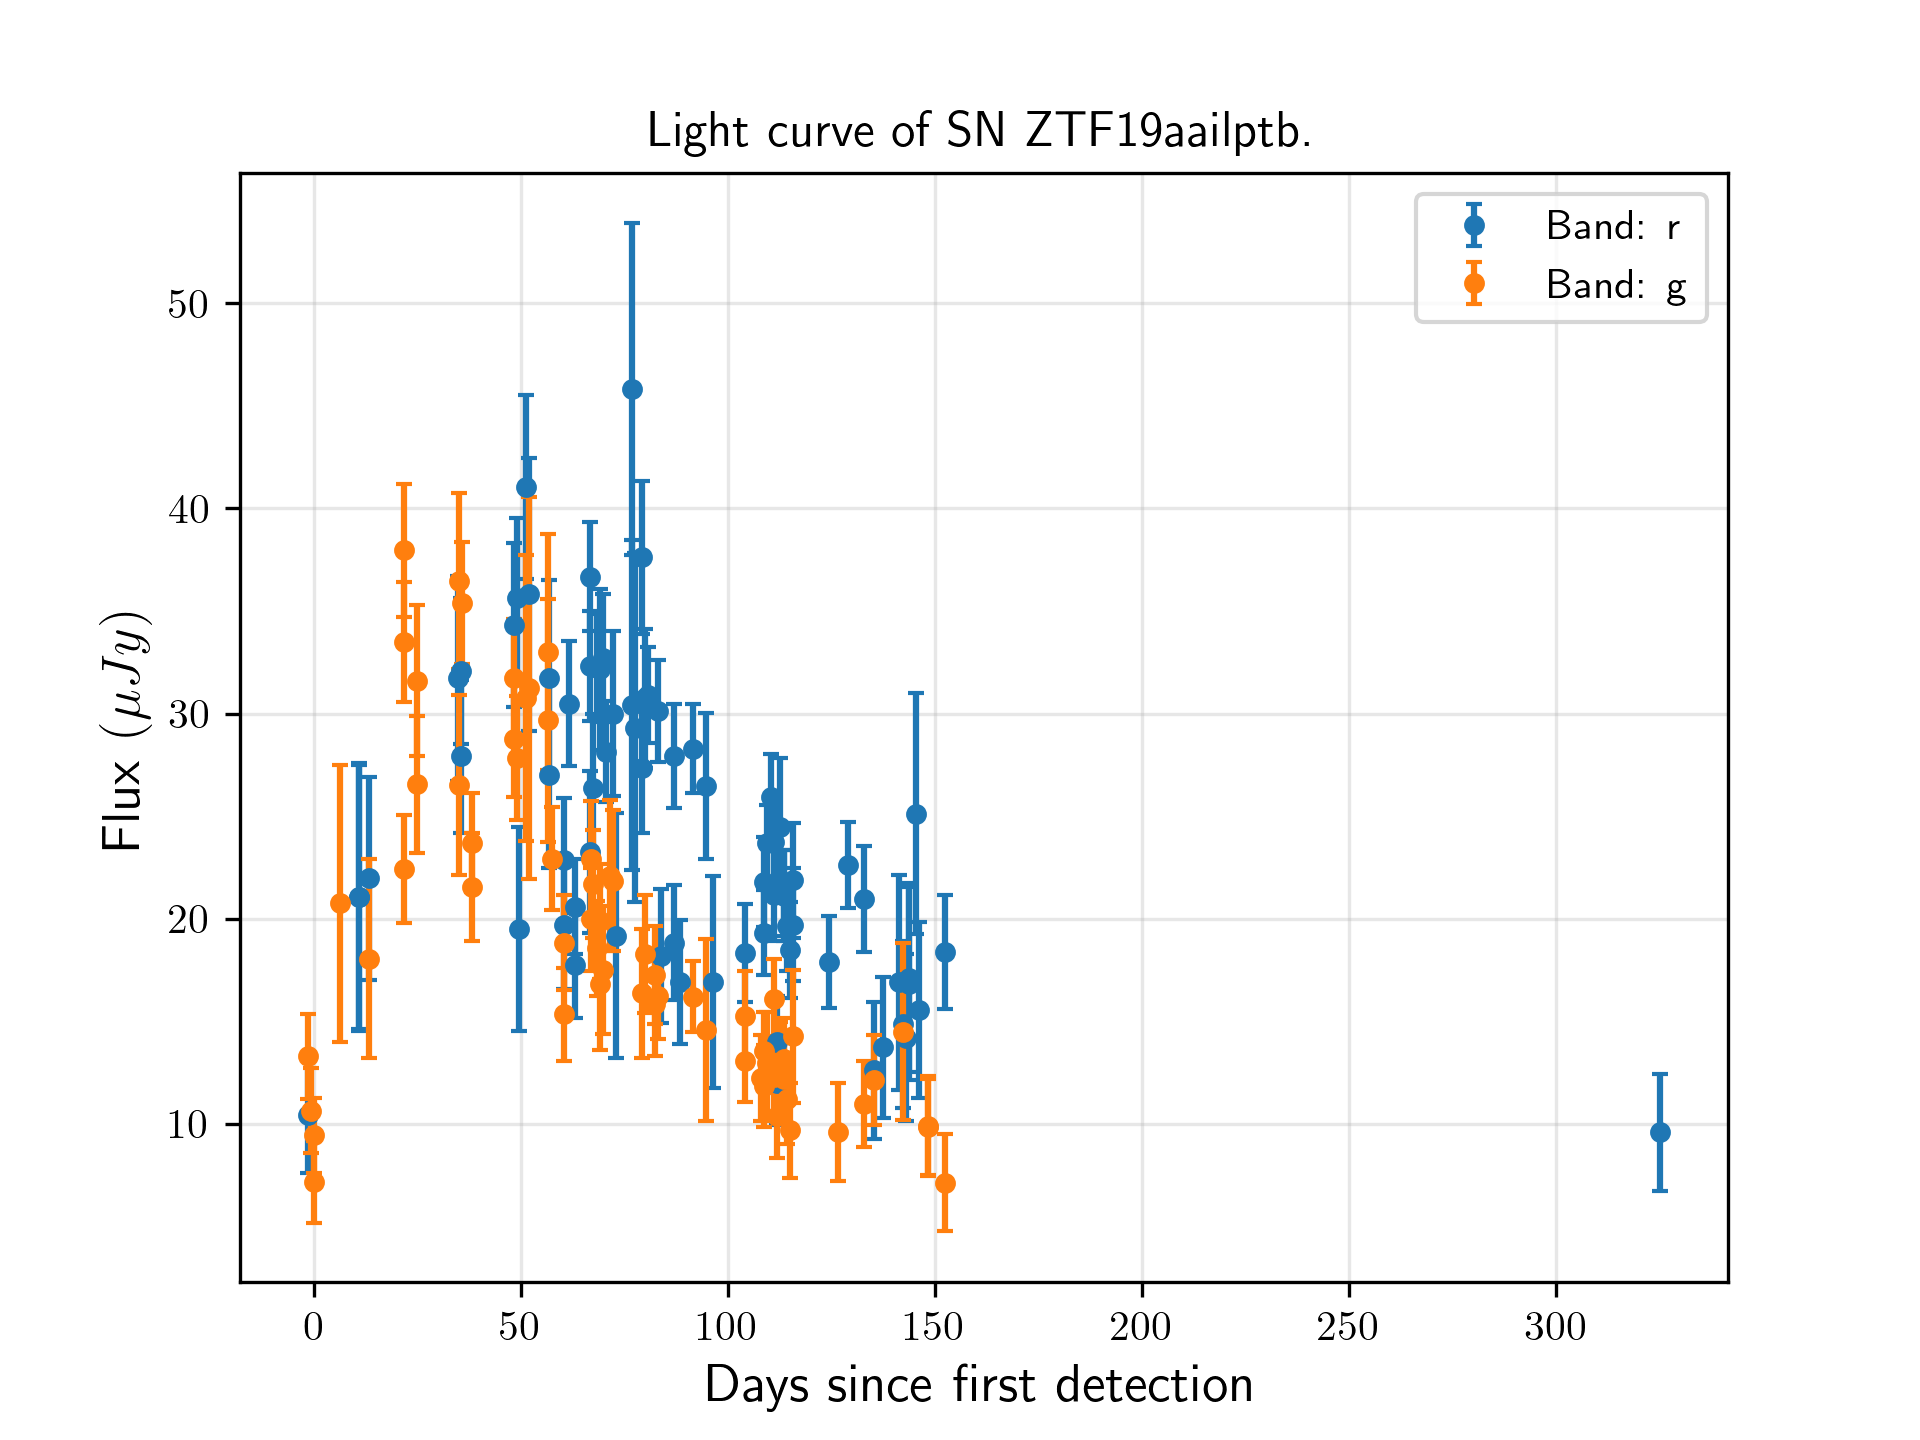 Light curve of SN ZTF19aailptb.
Band: r
Band: g
50
40
30
20
10
Flux (μJy)
0 50 100 150 200 250 300
Days since first detection